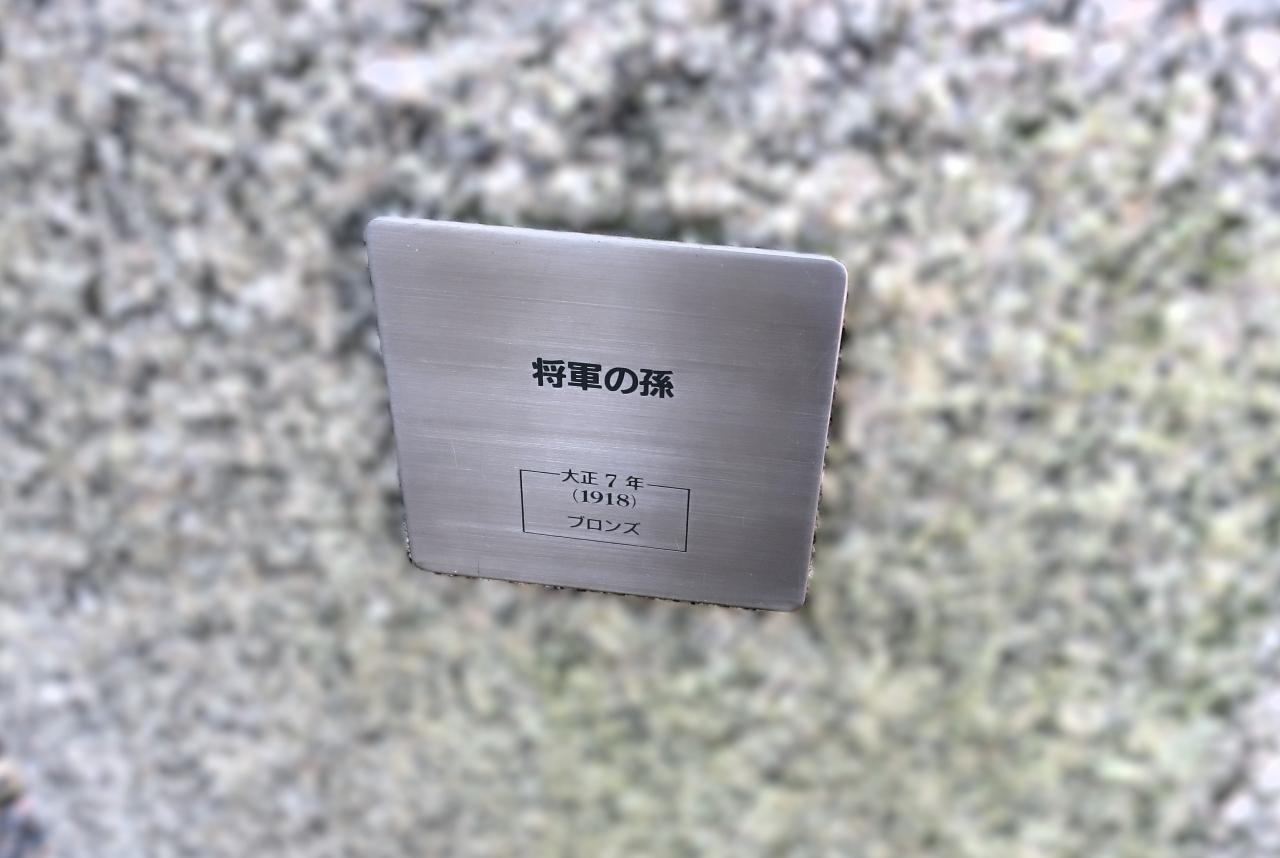 将軍の孫
大正 7 年
(1918)
ブロンズ